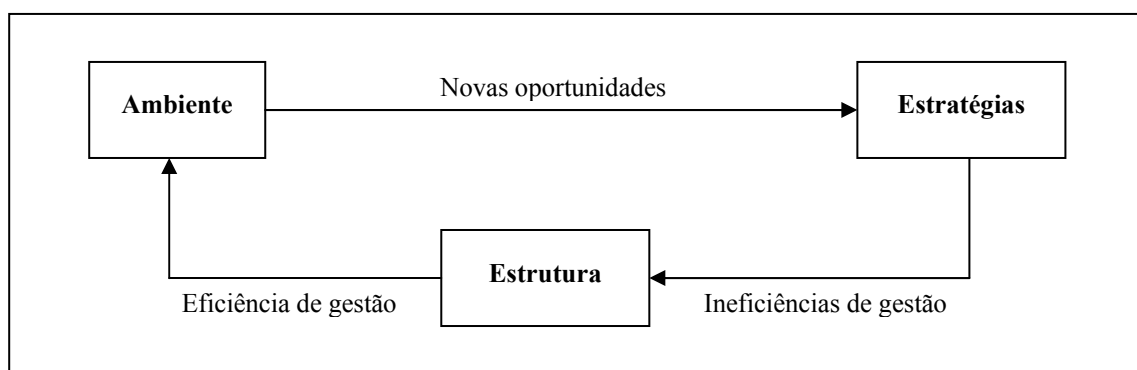 Novas oportunidades
Ambiente
Estratégias
Estrutura
Eficiência de gestão
Ineficiências de gestão